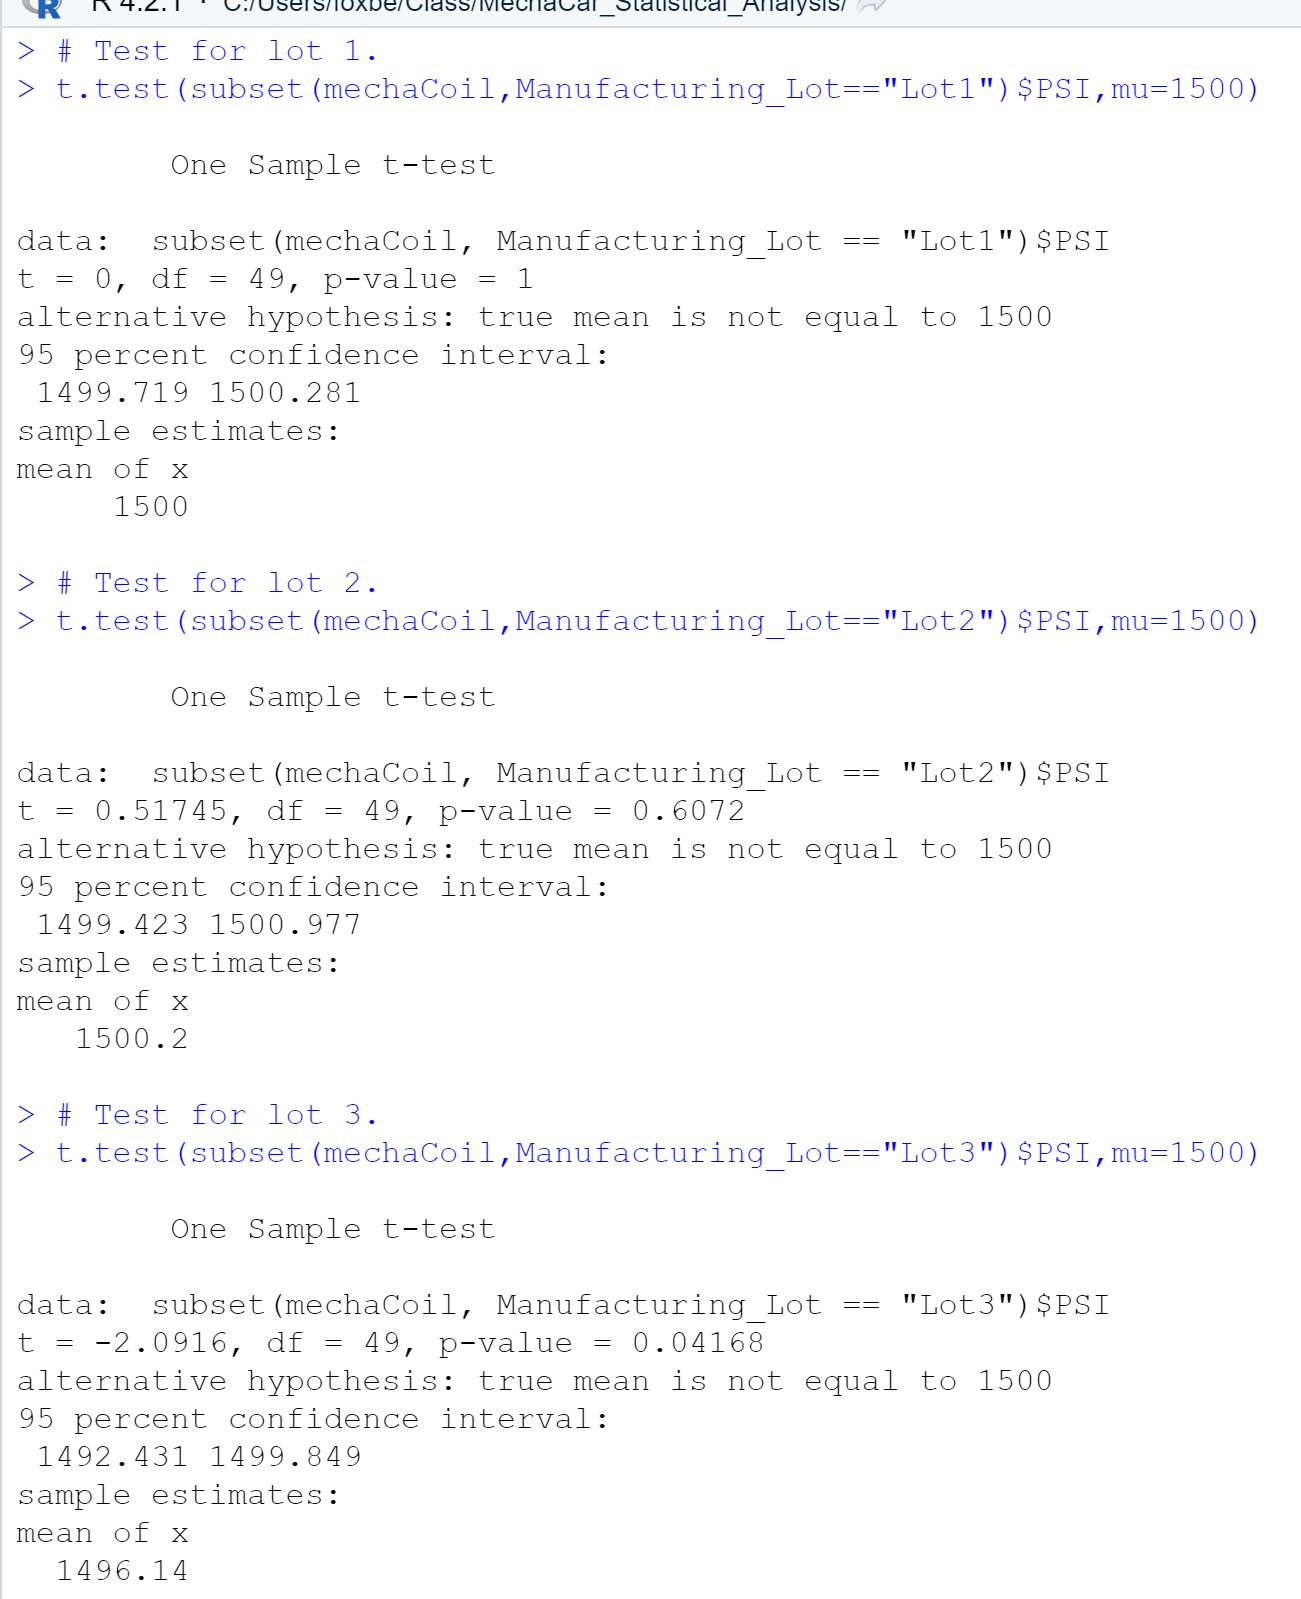 R 4.2.1 · C:/Users/foxbe/Class/MechaCar_Statistical_Analysis/
> # Test for lot 1.
> t.test(subset(mechaCoil,Manufacturing_Lot=="Lot1")$PSI,mu=1500)
One Sample t-test
data:  subset(mechaCoil, Manufacturing_Lot == "Lot1")$PSI
t = 0, df = 49, p-value = 1
alternative hypothesis: true mean is not equal to 1500
95 percent confidence interval:
1499.719 1500.281
sample estimates:
mean of x
1500
> # Test for lot 2.
> t.test(subset(mechaCoil,Manufacturing_Lot=="Lot2")$PSI,mu=1500)
One Sample t-test
data:  subset(mechaCoil, Manufacturing_Lot == "Lot2")$PSI
t = 0.51745, df = 49, p-value = 0.6072
alternative hypothesis: true mean is not equal to 1500
95 percent confidence interval:
1499.423 1500.977
sample estimates:
mean of x
1500.2
> # Test for lot 3.
> t.test(subset(mechaCoil,Manufacturing_Lot=="Lot3")$PSI,mu=1500)
One Sample t-test
data:  subset(mechaCoil, Manufacturing_Lot == "Lot3")$PSI
t = -2.0916, df = 49, p-value = 0.04168
alternative hypothesis: true mean is not equal to 1500
95 percent confidence interval:
1492.431 1499.849
sample estimates:
mean of x
1496.14